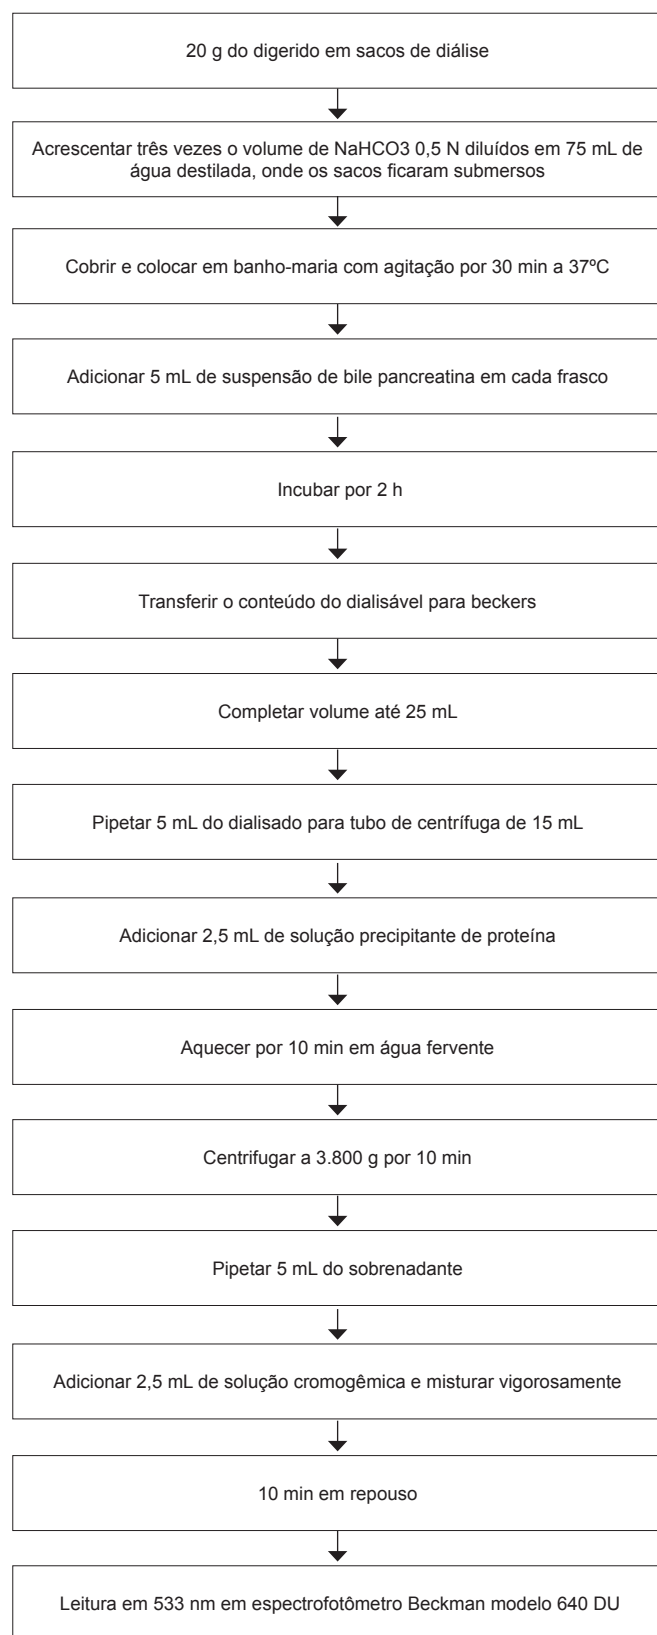 20 g do digerido em sacos de diálise
Acrescentar três vezes o volume de NaHCO3 0,5 N diluídos em 75 mL de
água destilada, onde os sacos ficaram submersos
Cobrir e colocar em banho-maria com agitação por 30 min a 37ºC
Adicionar 5 mL de suspensão de bile pancreatina em cada frasco
Incubar por 2 h
Transferir o conteúdo do dialisável para beckers
Completar volume até 25 mL
Pipetar 5 mL do dialisado para tubo de centrífuga de 15 mL
Adicionar 2,5 mL de solução precipitante de proteína
Aquecer por 10 min em água fervente
Centrifugar a 3.800 g por 10 min
Pipetar 5 mL do sobrenadante
Adicionar 2,5 mL de solução cromogêmica e misturar vigorosamente
10 min em repouso
Leitura em 533 nm em espectrofotômetro Beckman modelo 640 DU